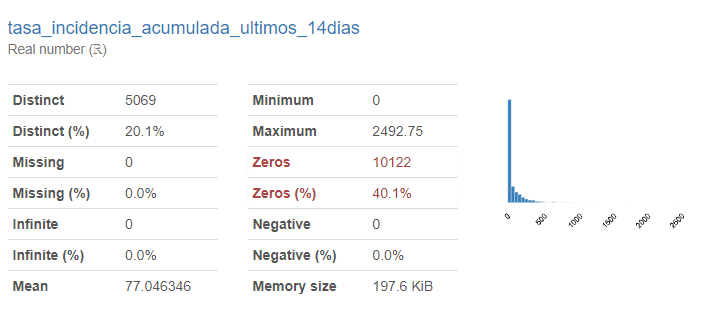 tasa_incidencia_acumulada_ultimos_14dias
Real number (ℝ)
Distinct 5069
Distinct (%) 20.1%
Missing 0
Missing (%) 0.0%
Infinite 0
Infinite (%) 0.0%
Mean 77.046346
Minimum 0
Maximum 2492.75
Zeros 10122
Zeros (%) 40.1%
Negative 0
Negative (%) 0.0%
Memory size 197.6 KiB
0 500 1000 1500 2000 2500